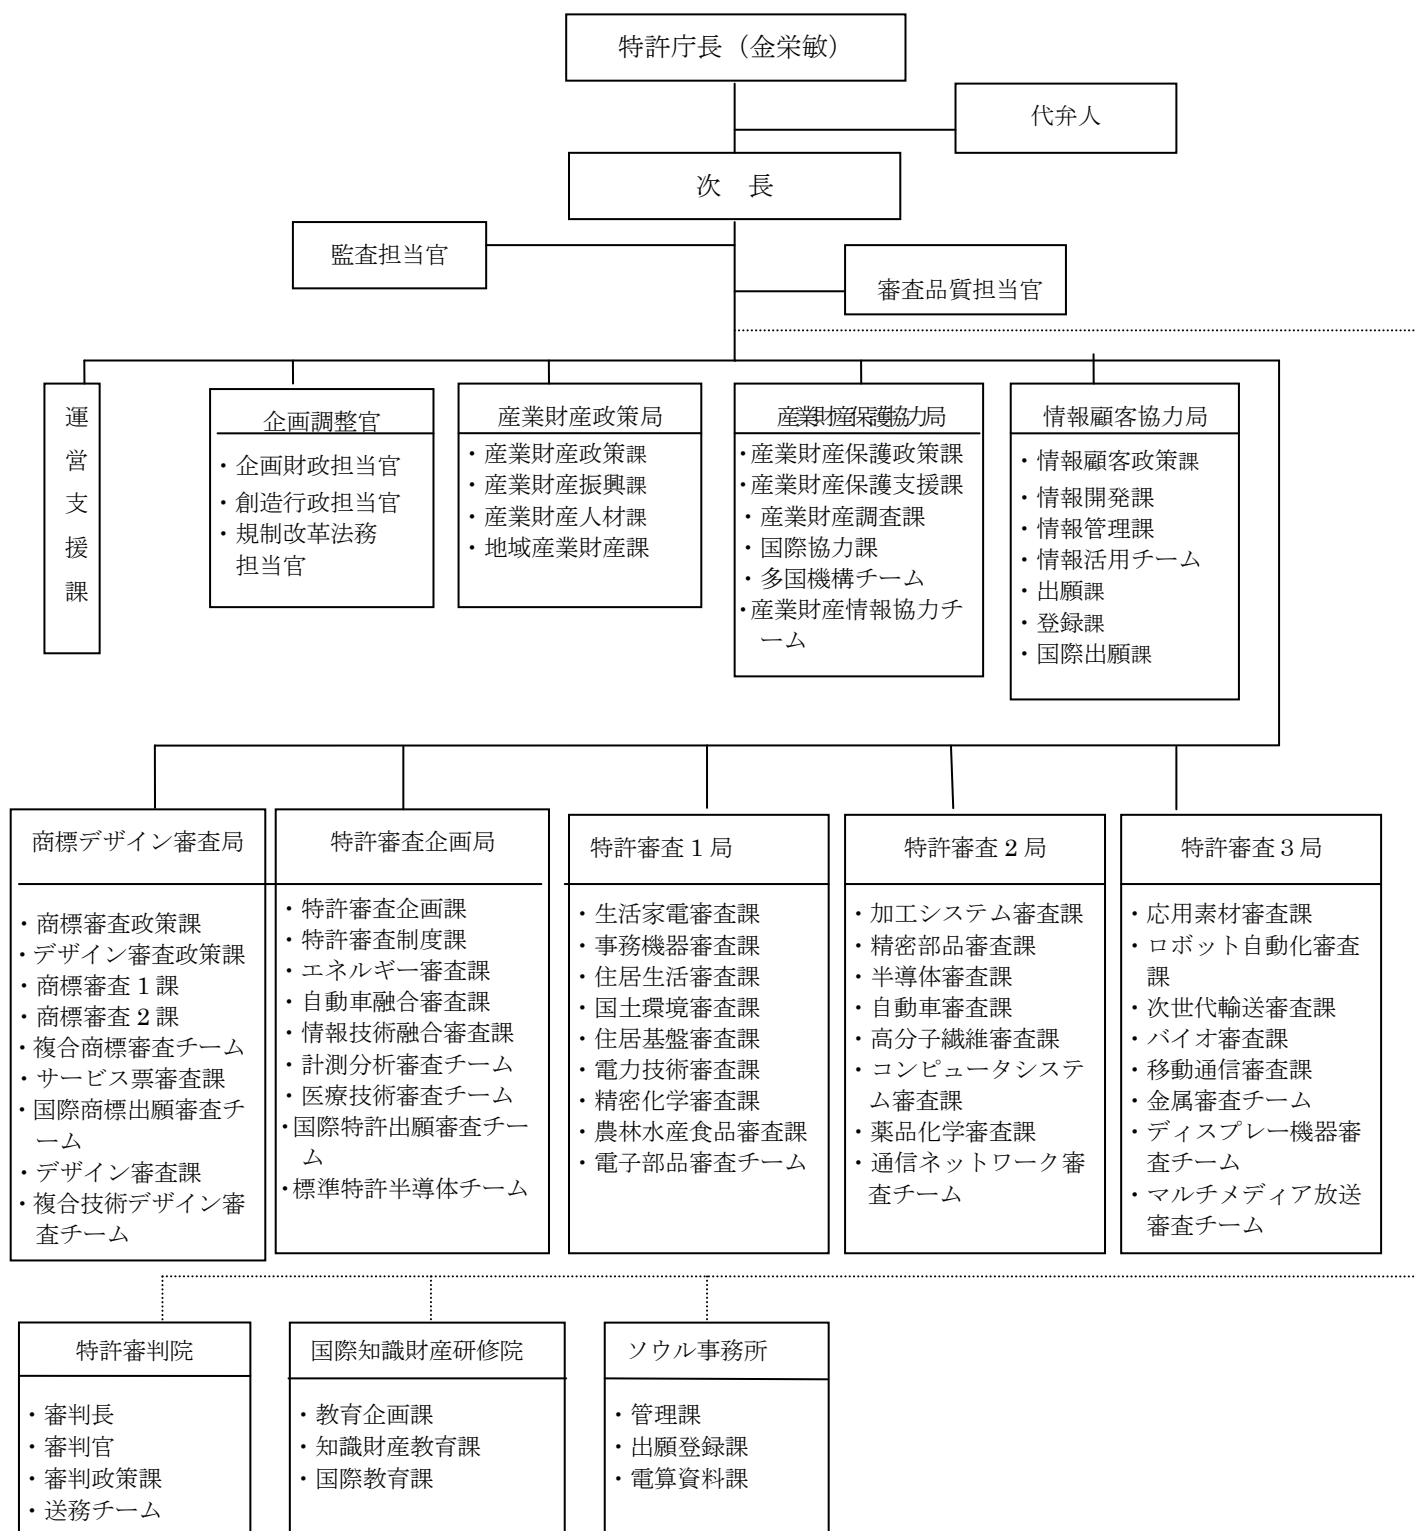 特許庁長（金栄敏）
代弁人
次　長
監査担当官
審査品質担当官
運営支援課
企画調整官
・企画財政担当官
・創造行政担当官
・規制改革法務
担当官
産業財産政策局
・産業財産政策課
・産業財産振興課
・産業財産人材課
・地域産業財産課
産業財産保護協力局
・産業財産保護政策課
・産業財産保護支援課
・産業財産調査課
・国際協力課
・多国機構チーム
・産業財産情報協力チ
ーム
情報顧客協力局
・情報顧客政策課
・情報開発課
・情報管理課
・情報活用チーム
・出願課
・登録課
・国際出願課
商標デザイン審査局
・商標審査政策課
・デザイン審査政策課
・商標審査1課
・商標審査2課
・複合商標審査チーム
・サービス票審査課
・国際商標出願審査チ
ーム
・デザイン審査課
・複合技術デザイン審
査チーム
特許審査企画局
・特許審査企画課
・特許審査制度課
・エネルギー審査課
・自動車融合審査課
・情報技術融合審査課
・計測分析審査チーム
・医療技術審査チーム
・国際特許出願審査チー
ム
・標準特許半導体チーム
特許審査1局
・生活家電審査課
・事務機器審査課
・住居生活審査課
・国土環境審査課
・住居基盤審査課
・電力技術審査課
・精密化学審査課
・農林水産食品審査課
・電子部品審査チーム
特許審査2局
・加工システム審査課
・精密部品審査課
・半導体審査課
・自動車審査課
・高分子繊維審査課
・コンピュータシステ
ム審査課
・薬品化学審査課
・通信ネットワーク審
査チーム
特許審査3局
・応用素材審査課
・ロボット自動化審査
課
・次世代輸送審査課
・バイオ審査課
・移動通信審査課
・金属審査チーム
・ディスプレー機器審
査チーム
・マルチメディア放送
審査チーム
特許審判院
・審判長
・審判官
・審判政策課
・送務チーム
国際知識財産研修院
・教育企画課
・知識財産教育課
・国際教育課
ソウル事務所
・管理課
・出願登録課
・電算資料課